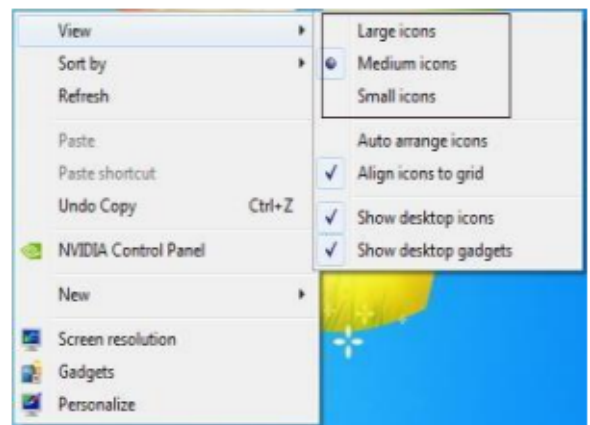 View
Sort by
Refresh
Paste
Paste shortcut
Undo Copy Ctrl+Z
NVIDIA Control Panel
New
Screen resolution
Gadgets
Personalize
Large icons
Medium icons
Small icons
Auto arrange icons
Align icons to grid
Show desktop icons
Show desktop gadgets